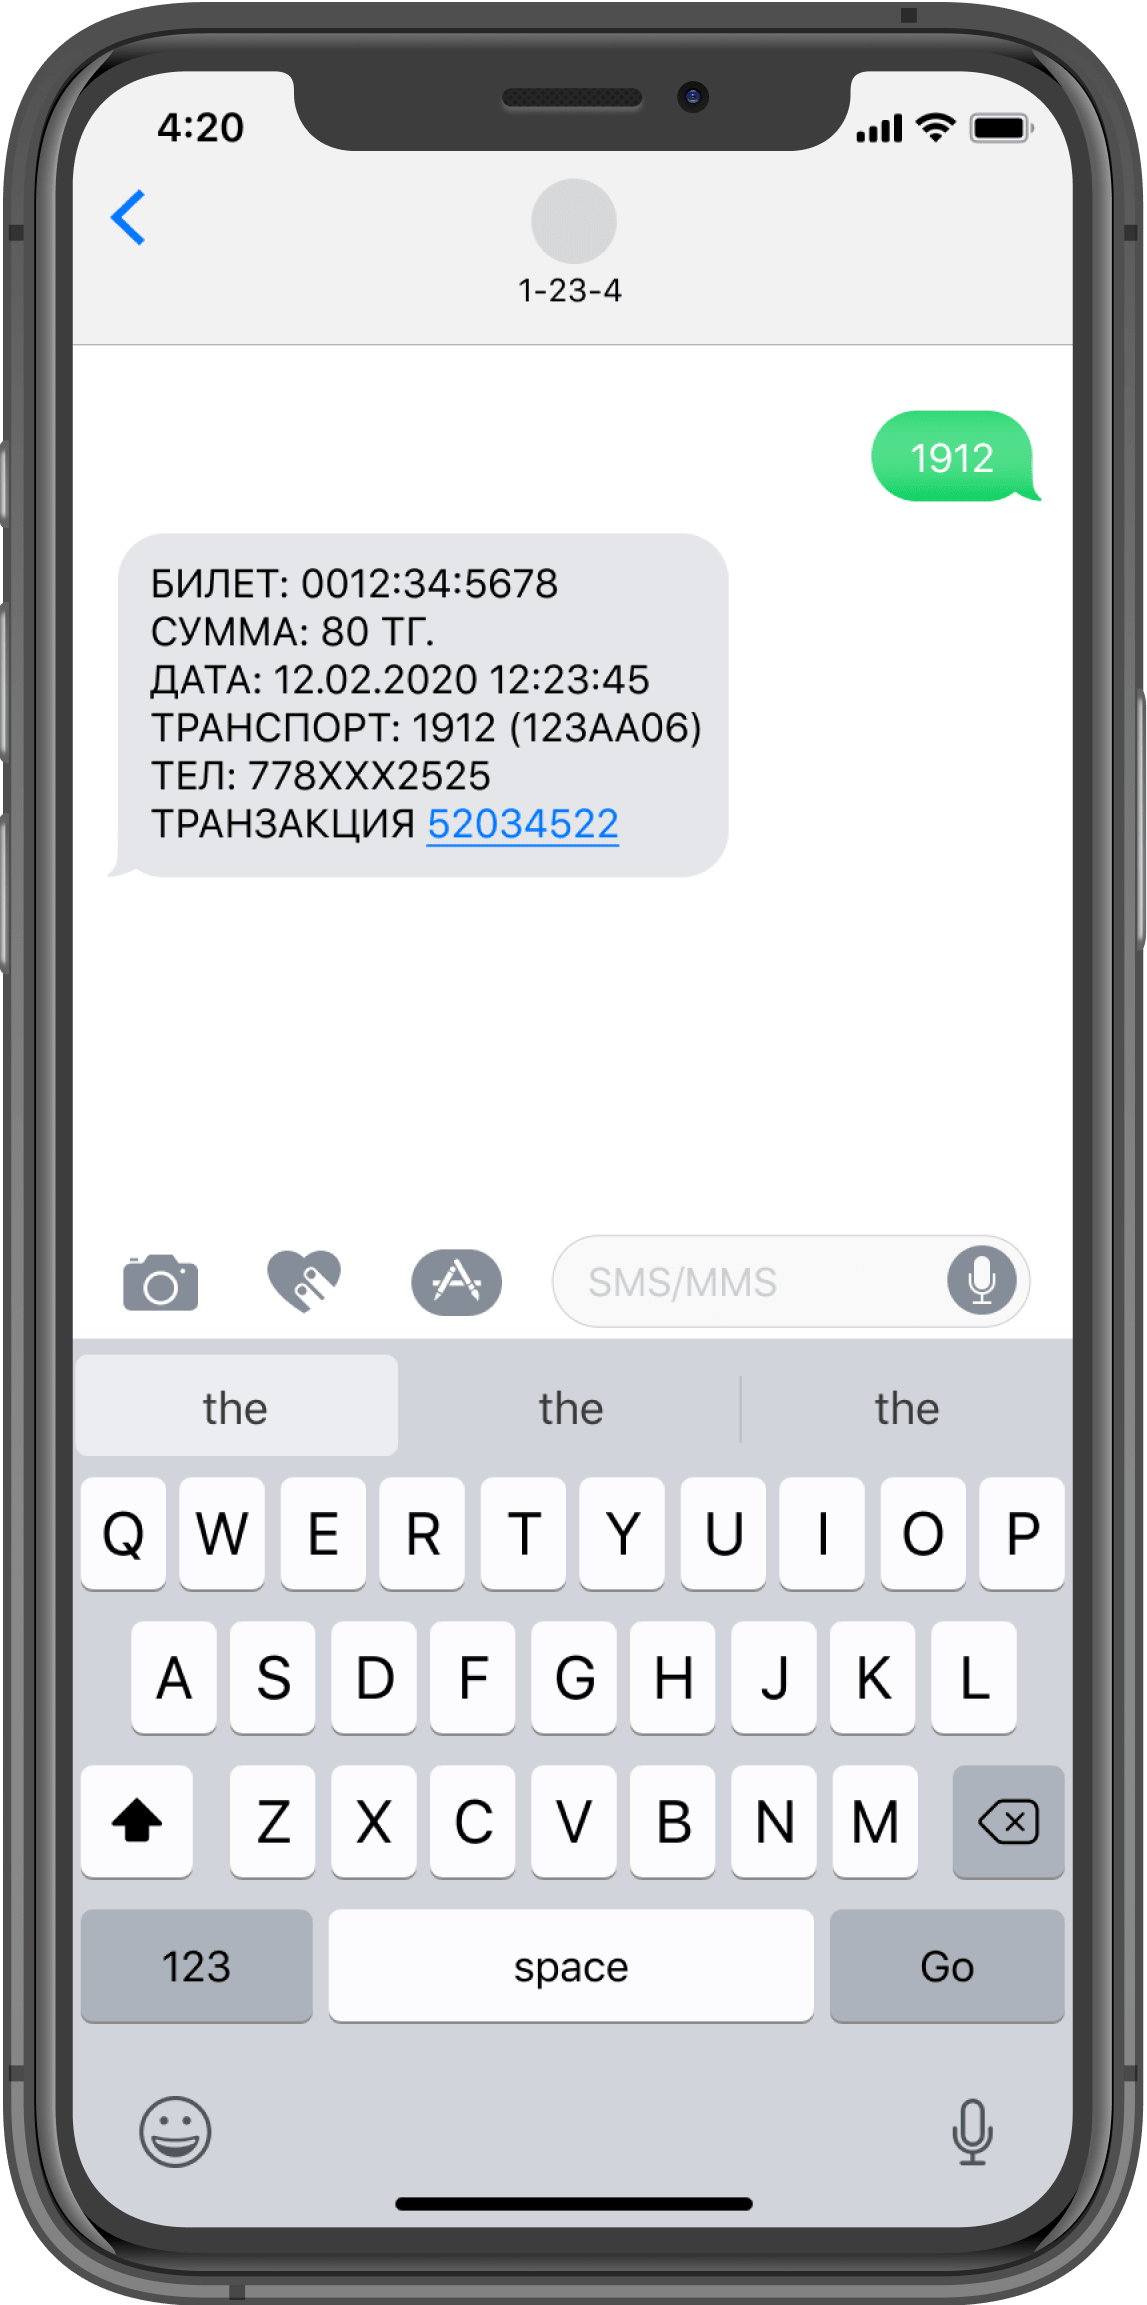 4:20
1-23-4
1912
БИЛЕТ: 0012:34:5678
СУММА: 80 ТГ.
ДАТА: 12.02.2020 12:23:45
ТРАНСПОРТ: 1912 (123АА06)
ТЕЛ: 778XXX2525
ТРАНЗАКЦИЯ 52034522
SMS/MMS
the the the
Q W E R T Y U I O P
A S D F G H J K L
Z X C V B N M
123 space Go